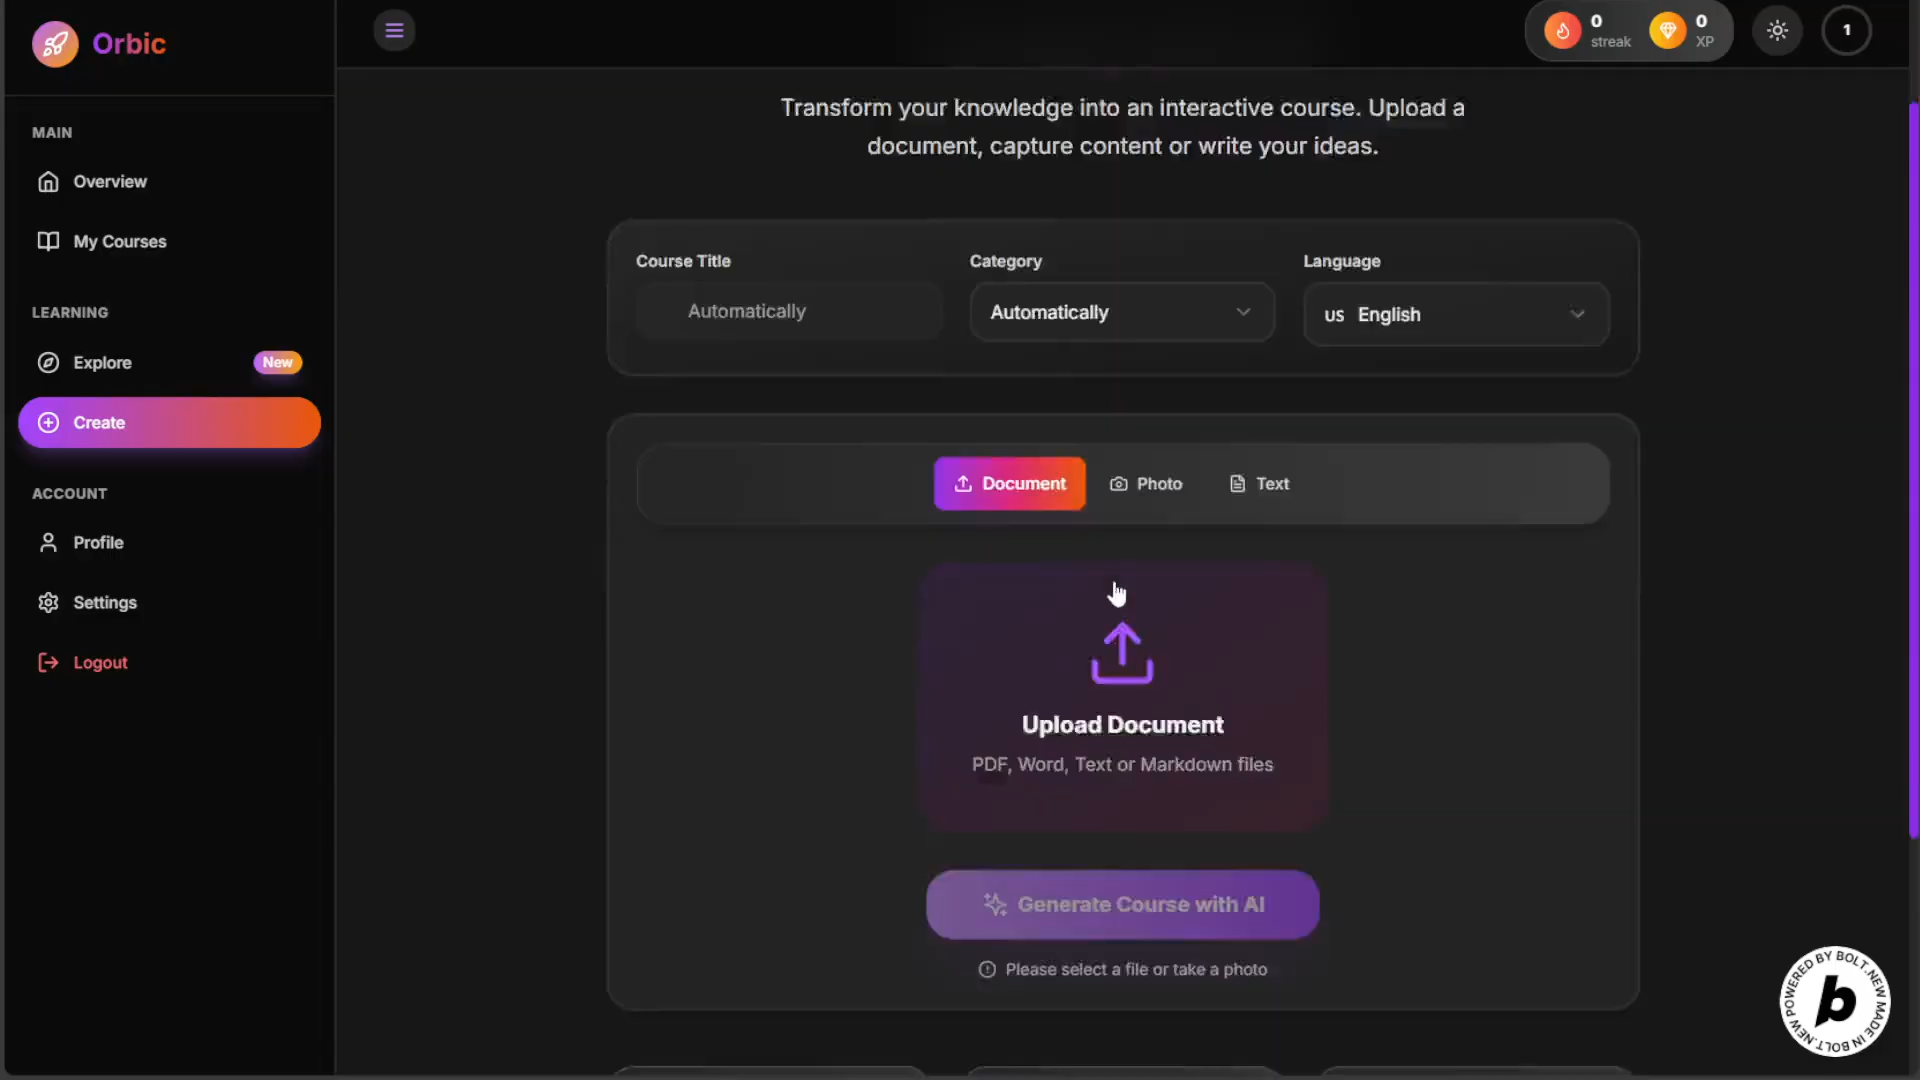 Orbic
0
streak
0
XP
1
MAIN
Overview
My Courses
LEARNING
Explore
New
Create
ACCOUNT
Profile
Settings
Logout
Transform your knowledge into an interactive course. Upload a
document, capture content or write your ideas.
Course Title
Category
Language
Automatically
Automatically
us English
Document
Photo
Text
Upload Document
PDF, Word, Text or Markdown files
Generate Course with AI
Please select a file or take a photo
POWERED BY BOLT.NEW MADE IN BOLT.NEW
b